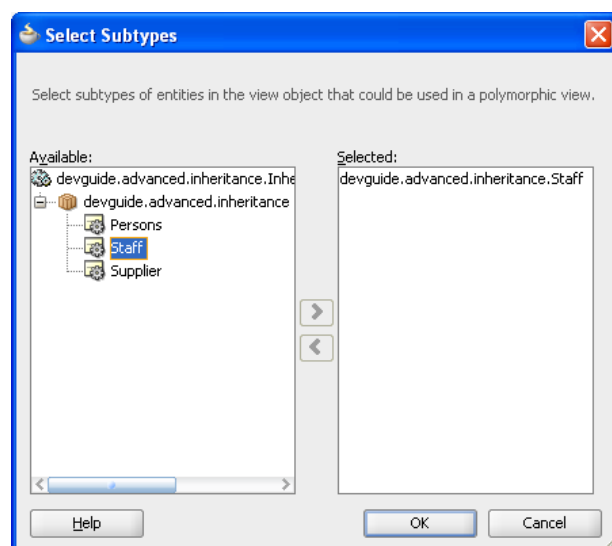 Select Subtypes
Select subtypes of entities in the view object that could be used in a polymorphic view.
Available:
devguide.advanced.inheritance.Inhe
devguide.advanced.inheritance
Persons
Staff
Supplier
Selected:
devguide.advanced.inheritance.Staff
Help
OK
Cancel